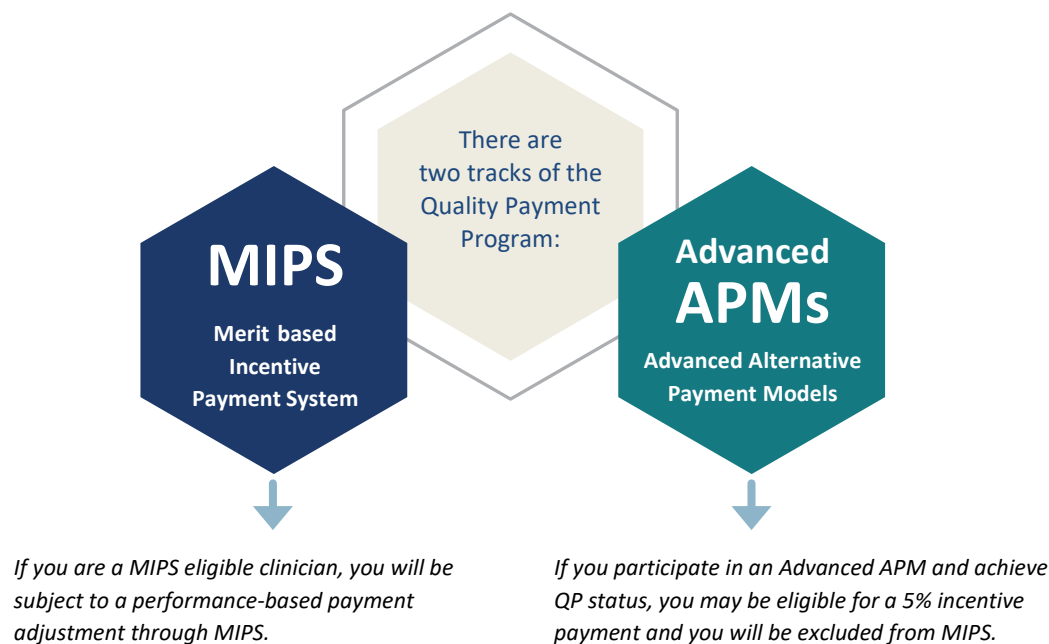 There are
two tracks of the
Quality Payment
Program:
MIPS
Merit based
Incentive
Payment System
Advanced
APMs
Advanced Alternative
Payment Models
If you are a MIPS eligible clinician, you will be
subject to a performance-based payment
adjustment through MIPS.
If you participate in an Advanced APM and achieve
QP status, you may be eligible for a 5% incentive
payment and you will be excluded from MIPS.